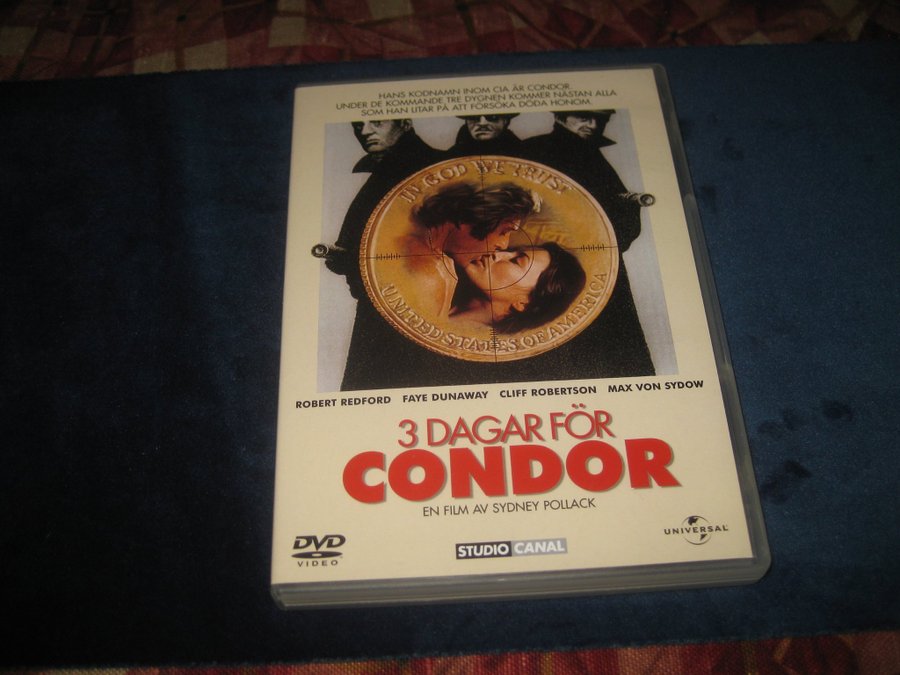 HANS KODNAMN INOM CIA ÄR CONDOR.
UNDER DE KOMMANDE TRE DYGNEN KOMMER NÄSTAN ALLA
SOM HAN LITAR PÅ ATT FÖRSÖKA DÖDA HONOM.
IN GOD WE TRUST
UNITED STATES OF AMERICA
ROBERT REDFORD FAYE DUNAWAY CLIFF ROBERTSON MAX VON SYDOW
3 DAGAR FÖR
CONDOR
EN FILM AV SYDNEY POLLACK
DVD
VIDEO
STUDIO CANAL
UNIVERSAL